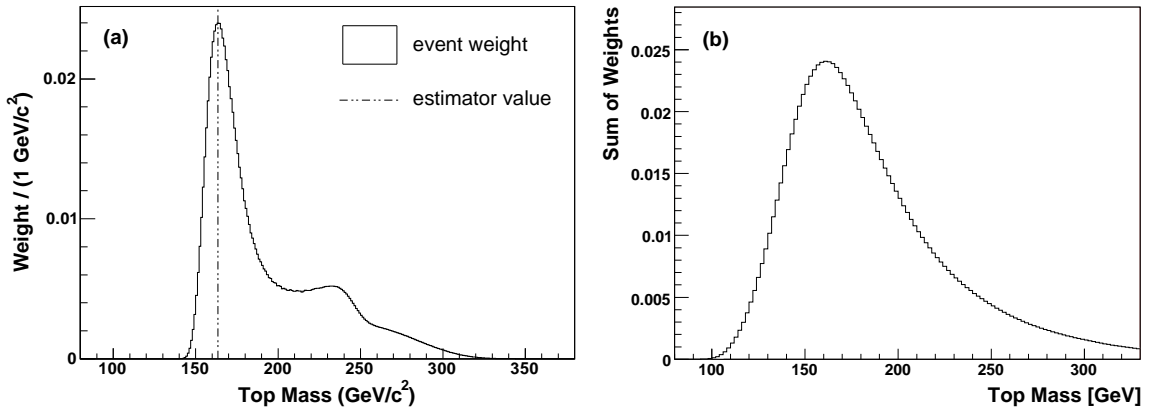 (a)
event weight
estimator value
Weight / (1 GeV/c²)
0.02
0.01
0
100 150 200 250 300 350
Top Mass (GeV/c²)
(b)
Sum of Weights
0.025
0.02
0.015
0.01
0.005
0
100 150 200 250 300
Top Mass [GeV]